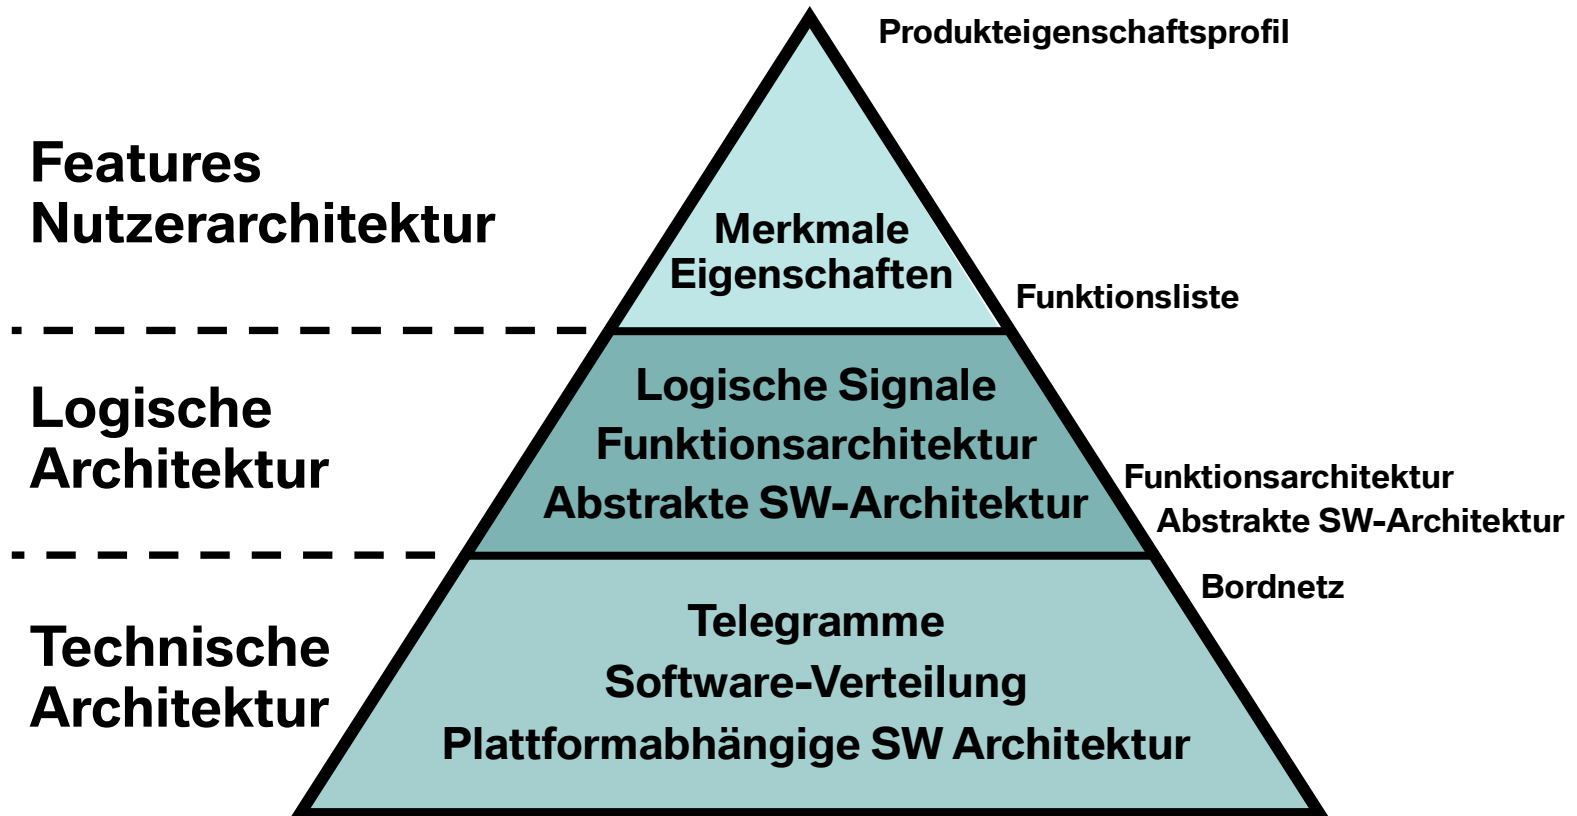 Produkteigenschaftsprofil
Features
Nutzerarchitektur
Merkmale
Eigenschaften
Funktionsliste
Logische
Architektur
Logische Signale
Funktionsarchitektur
Abstrakte SW-Architektur
Funktionsarchitektur
Abstrakte SW-Architektur
Bordnetz
Technische
Architektur
Telegramme
Software-Verteilung
Plattformabhängige SW Architektur